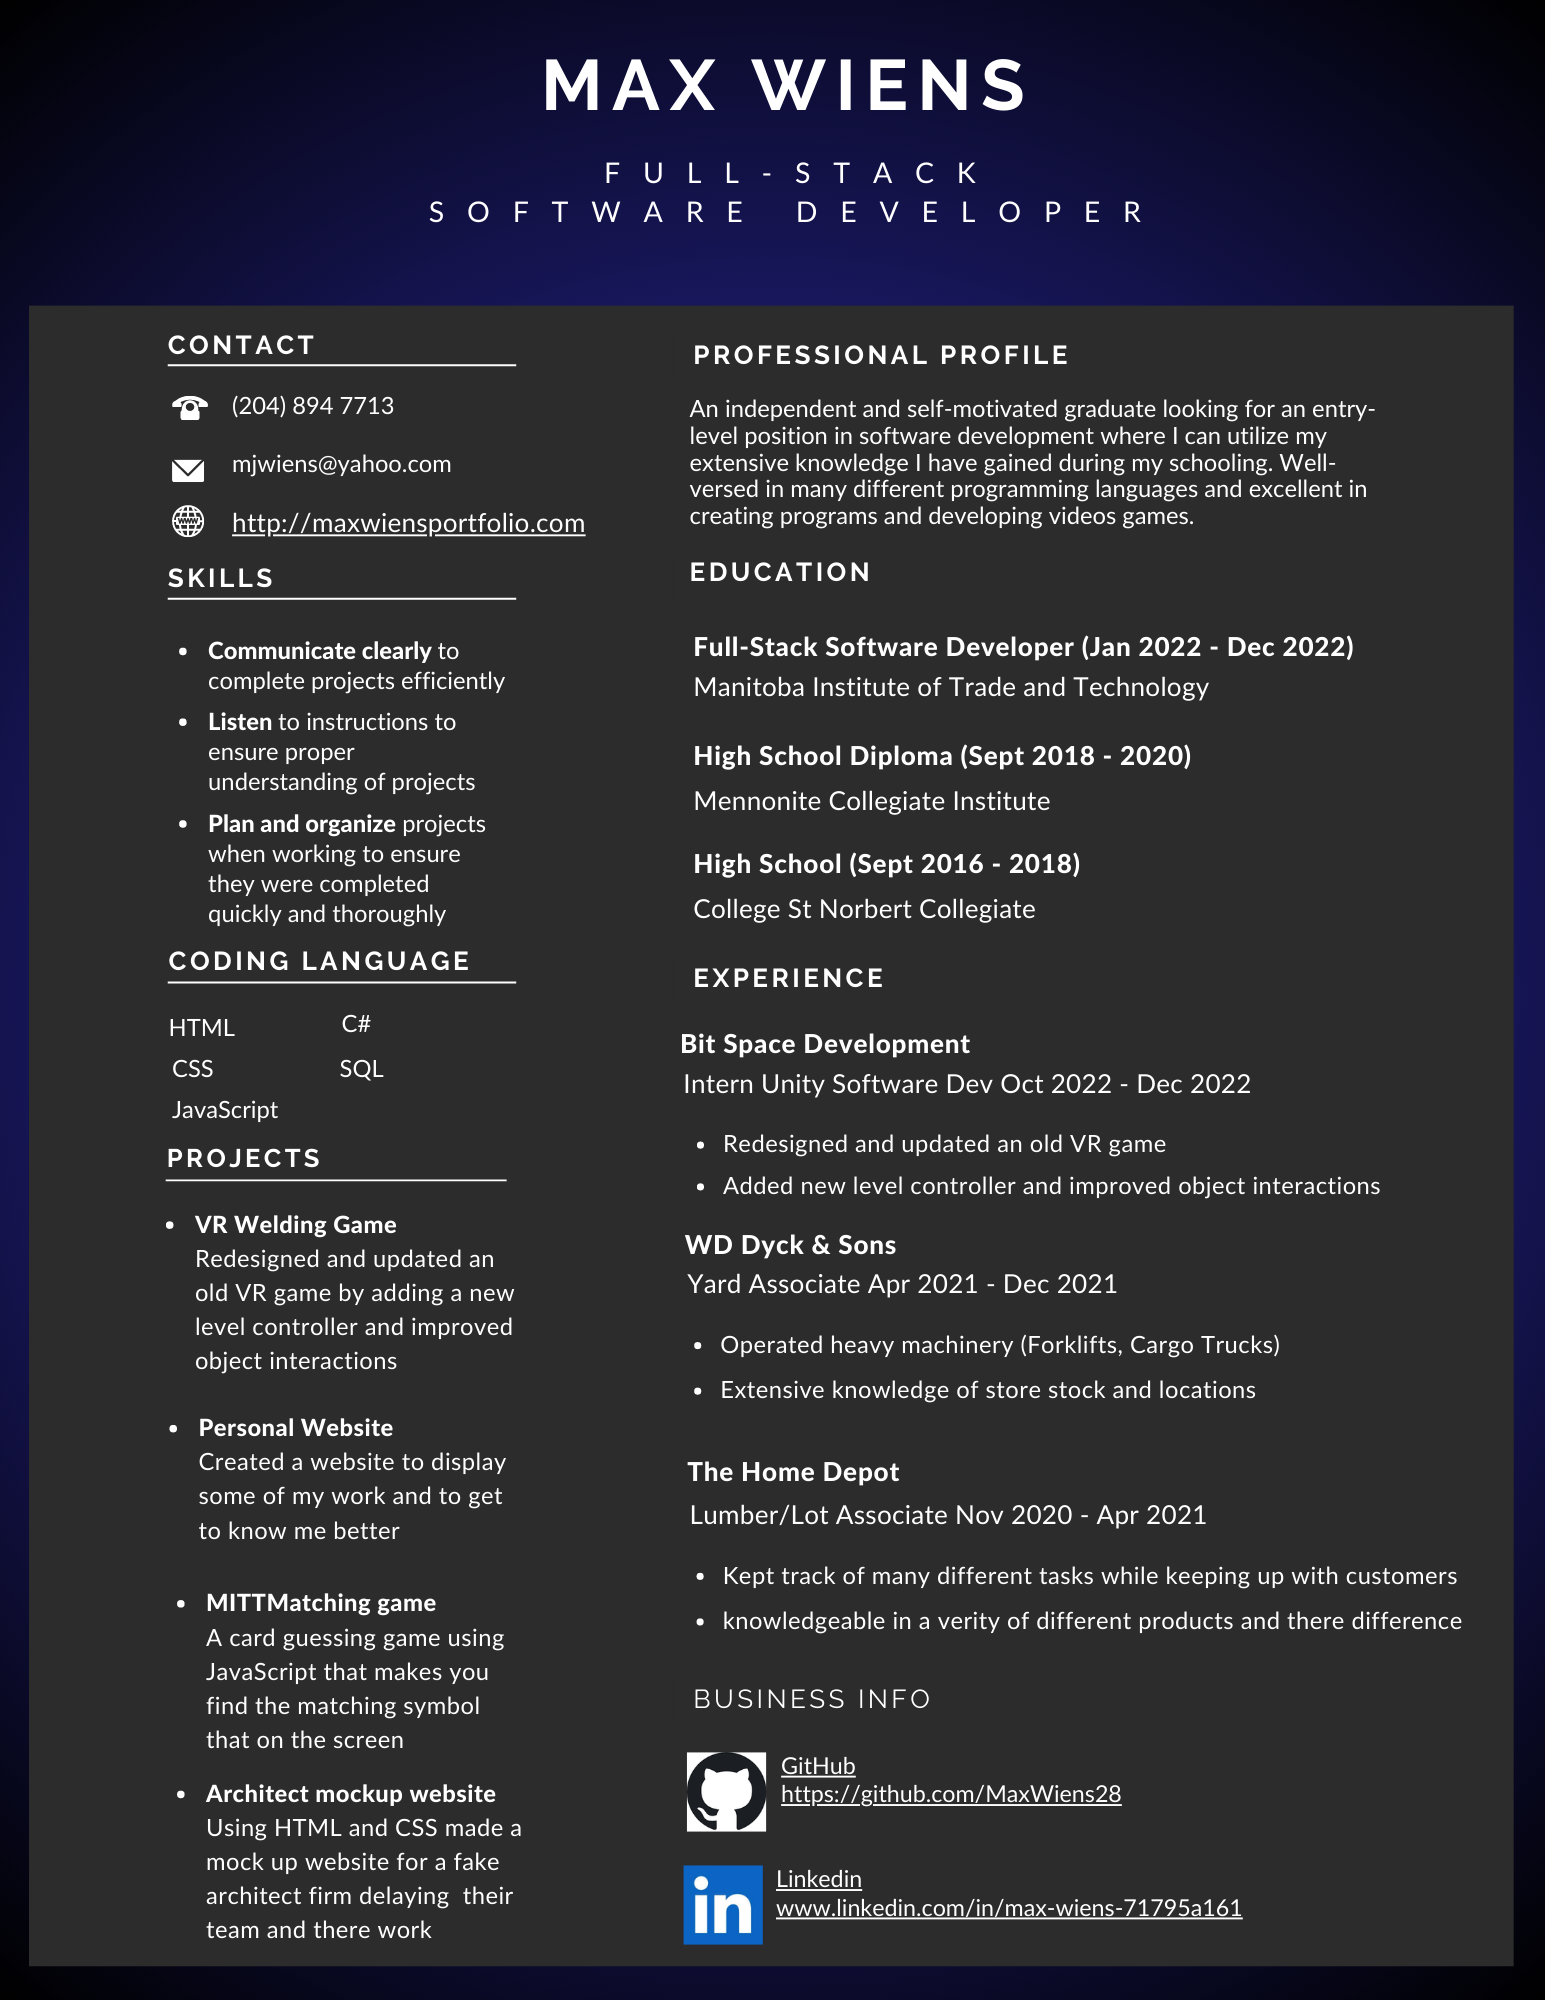 MAX WIENS
FULL-STACK
SOFTWARE DEVELOPER
CONTACT
(204) 894 7713
mjwiens@yahoo.com
http://maxwiensportfolio.com
SKILLS
• Communicate clearly to
complete projects efficiently
• Listen to instructions to
ensure proper
understanding of projects
• Plan and organize projects
when working to ensure
they were completed
quickly and thoroughly
CODING LANGUAGE
HTML C#
CSS SQL
JavaScript
PROJECTS
• VR Welding Game
Redesigned and updated an
old VR game by adding a new
level controller and improved
object interactions
• Personal Website
Created a website to display
some of my work and to get
to know me better
• MITTMatching game
A card guessing game using
JavaScript that makes you
find the matching symbol
that on the screen
• Architect mockup website
Using HTML and CSS made a
mock up website for a fake
architect firm delaying  their
team and there work
PROFESSIONAL PROFILE
An independent and self-motivated graduate looking for an entry-
level position in software development where I can utilize my
extensive knowledge I have gained during my schooling. Well-
versed in many different programming languages and excellent in
creating programs and developing videos games.
EDUCATION
Full-Stack Software Developer (Jan 2022 - Dec 2022)
Manitoba Institute of Trade and Technology
High School Diploma (Sept 2018 - 2020)
Mennonite Collegiate Institute
High School (Sept 2016 - 2018)
College St Norbert Collegiate
EXPERIENCE
Bit Space Development
Intern Unity Software Dev Oct 2022 - Dec 2022
• Redesigned and updated an old VR game
• Added new level controller and improved object interactions
WD Dyck & Sons
Yard Associate Apr 2021 - Dec 2021
• Operated heavy machinery (Forklifts, Cargo Trucks)
• Extensive knowledge of store stock and locations
The Home Depot
Lumber/Lot Associate Nov 2020 - Apr 2021
• Kept track of many different tasks while keeping up with customers
• knowledgeable in a verity of different products and there difference
BUSINESS INFO
GitHub
https://github.com/MaxWiens28
in
Linkedin
www.linkedin.com/in/max-wiens-71795a161